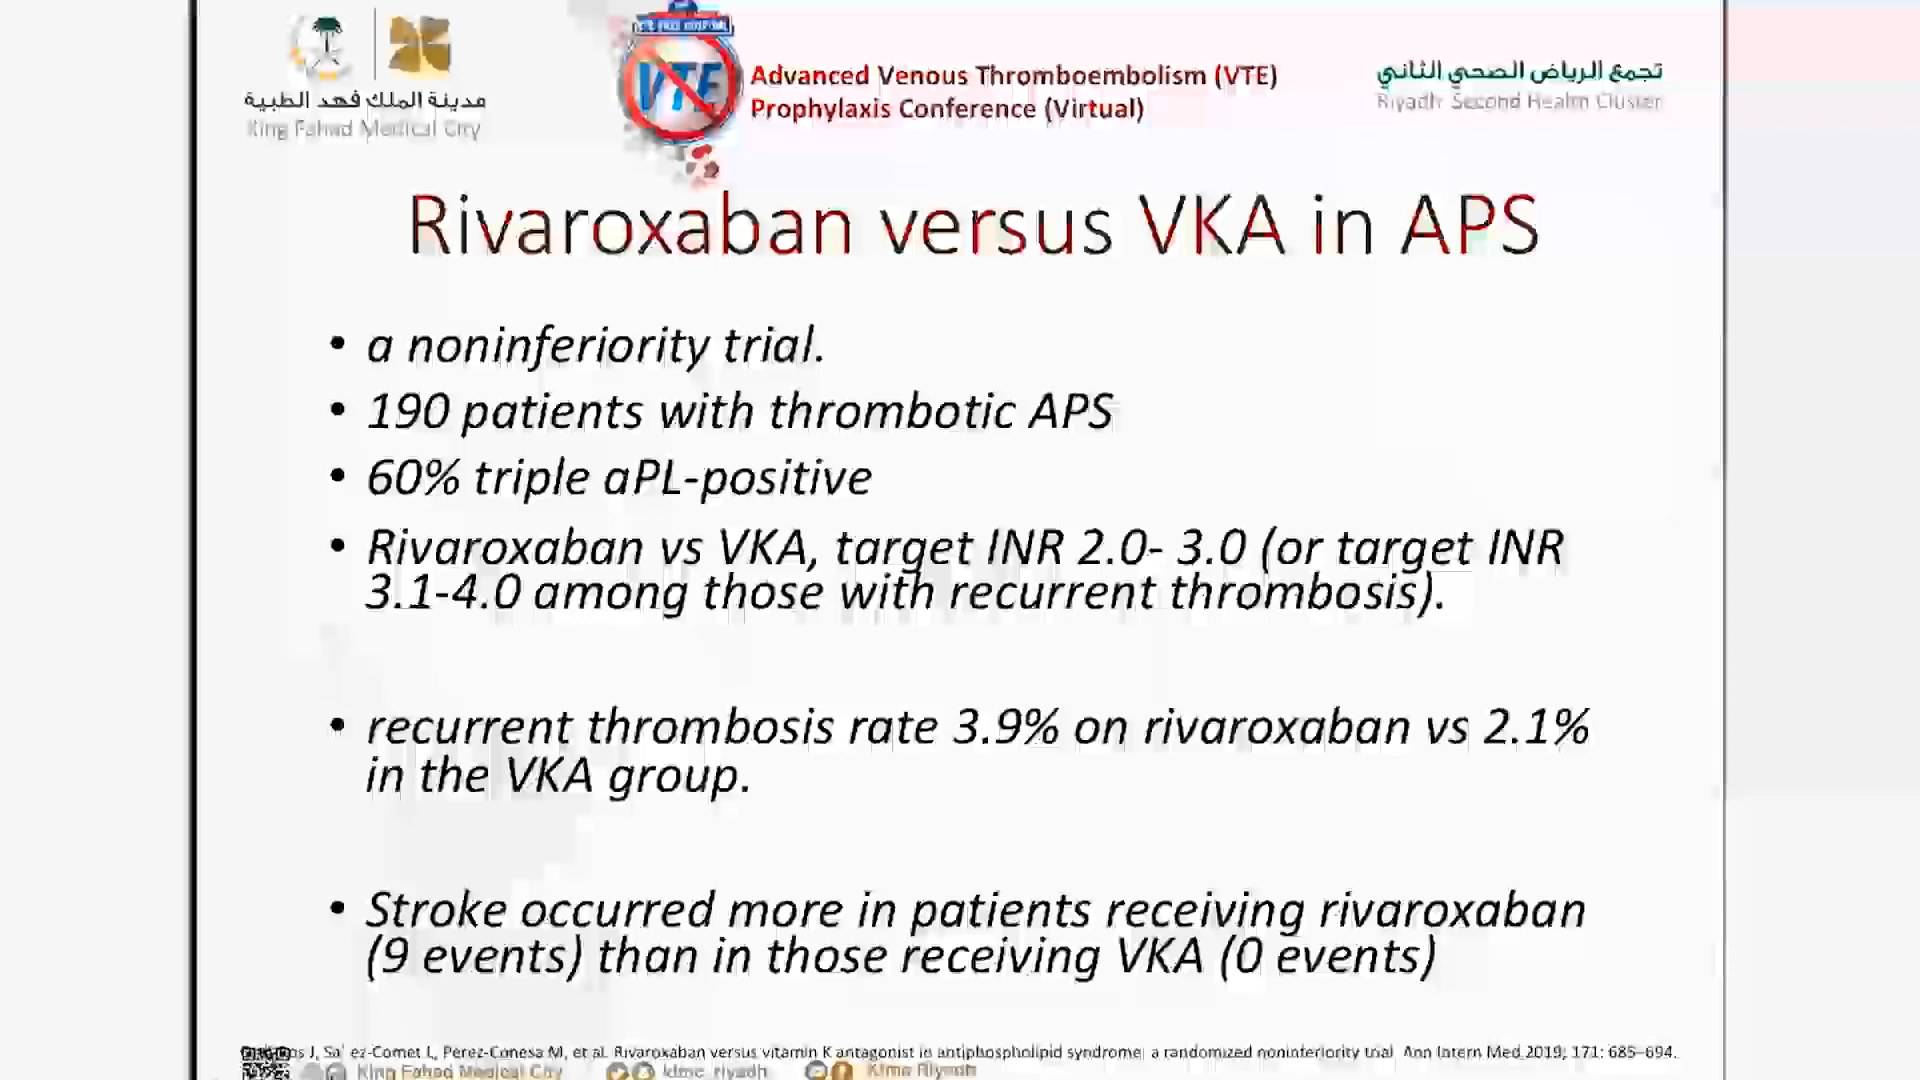 مدينة الملك فهد الطبية
King Fahad Medical City
VTE
Advanced Venous Thromboembolism (VTE)
Prophylaxis Conference (Virtual)
تجمع الرياض الصحي الثاني
Riyadh Second Health Cluster
Rivaroxaban versus VKA in APS
• a noninferiority trial.
• 190 patients with thrombotic APS
• 60% triple aPL-positive
• Rivaroxaban vs VKA, target INR 2.0- 3.0 (or target INR
3.1-4.0 among those with recurrent thrombosis).
• recurrent thrombosis rate 3.9% on rivaroxaban vs 2.1%
in the VKA group.
• Stroke occurred more in patients receiving rivaroxaban
(9 events) than in those receiving VKA (0 events)
J, Sa´ ez-Comet L, Perez-Conesa M, et al. Rivaroxaban versus vitamin K antagonist in antiphospholipid syndrome: a randomized noninferiority trial. Ann Intern Med 2019; 171: 685–694.
King Fahad Medical City
kfmc_riyadh
Kfmc Riyadh